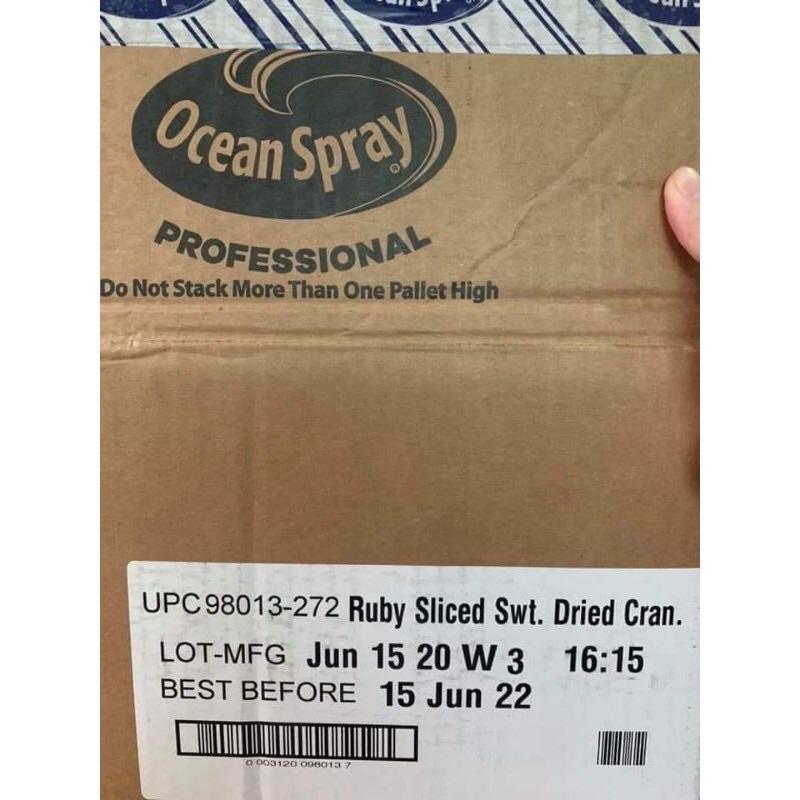 Ocean Spray®
PROFESSIONAL
Do Not Stack More Than One Pallet High
UPC 98013-272 Ruby Sliced Swt. Dried Cran.
LOT-MFG Jun 15 20 W 3 16:15
BEST BEFORE 15 Jun 22
0 003120 098013 7